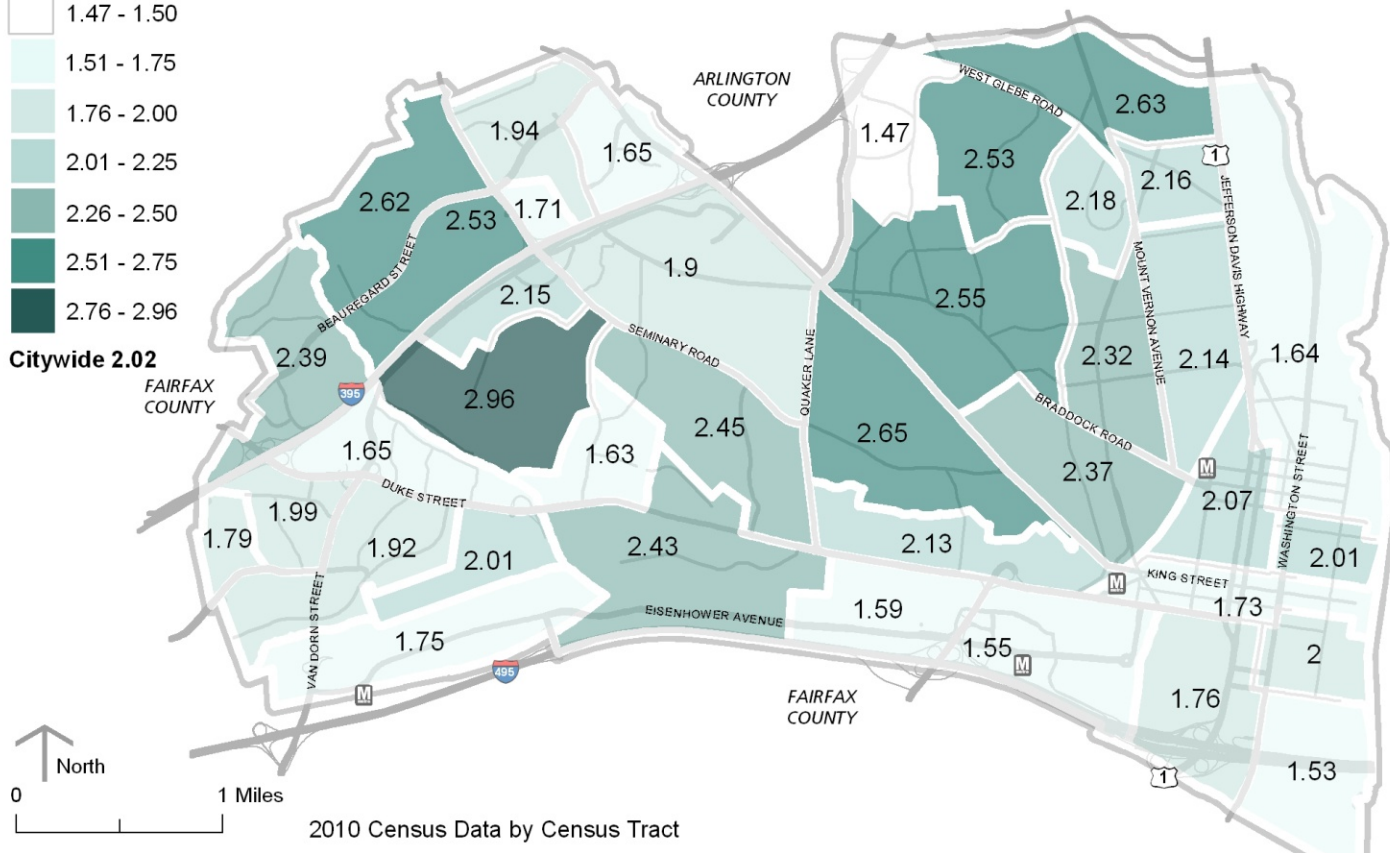 1.47 - 1.50
1.51 - 1.75
1.76 - 2.00
2.01 - 2.25
2.26 - 2.50
2.51 - 2.75
2.76 - 2.96
Citywide 2.02
ARLINGTON
COUNTY
WEST GLEBE ROAD
2.63
1.94
1.65
1.47
2.53
1
2.62
2.53
1.71
2.18
2.16
JEFFERSON DAVIS HIGHWAY
BEAUREGARD STREET
2.15
1.9
2.55
MOUNT VERNON AVENUE
SEMINARY ROAD
2.39
2.32
2.14
1.64
FAIRFAX
COUNTY
395
2.96
QUAKER LANE
BRADDOCK ROAD
1.65
1.63
2.45
2.65
2.37
M
WASHINGTON STREET
DUKE STREET
2.07
1.79
1.99
1.92
2.01
2.43
2.13
2.01
M
KING STREET
VAN DORN STREET
1.59
1.73
EISENHOWER AVENUE
1.75
1.55
M
2
495
M
FAIRFAX
COUNTY
1.76
North
1
1.53
0
1 Miles
2010 Census Data by Census Tract